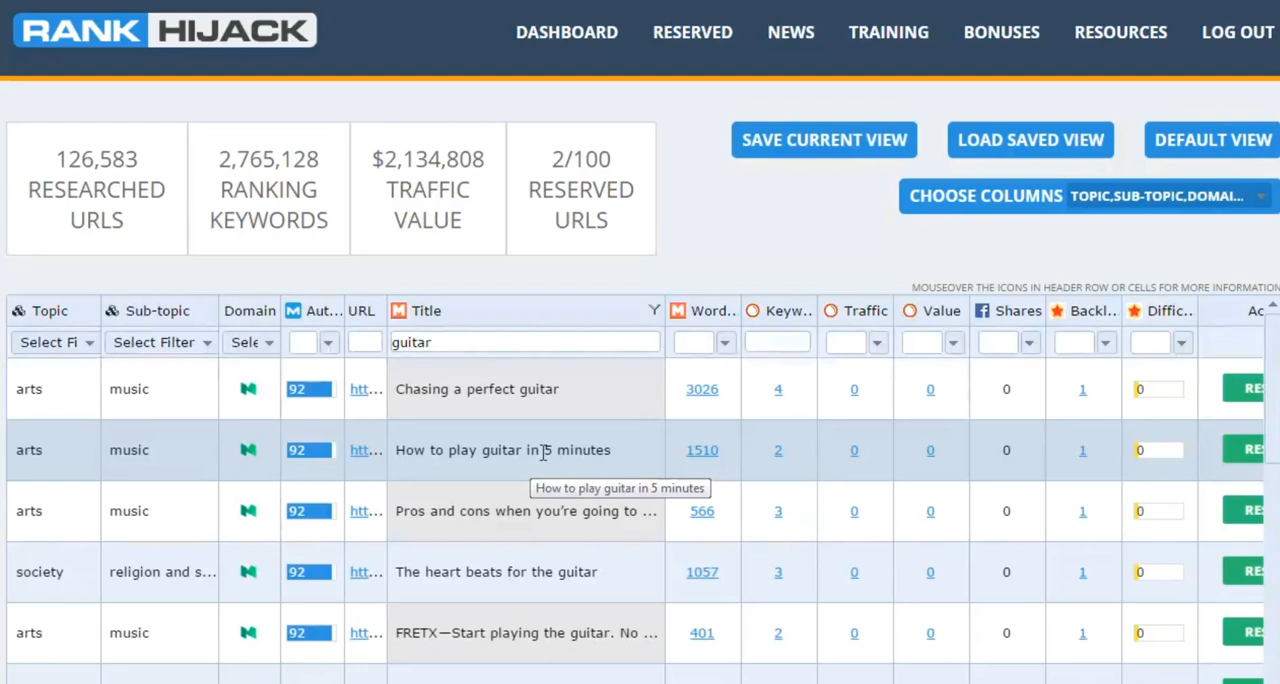 RANK HIJACK
DASHBOARD RESERVED NEWS TRAINING BONUSES RESOURCES LOG OUT
126,583
RESEARCHED
URLS
2,765,128
RANKING
KEYWORDS
$2,134,808
TRAFFIC
VALUE
2/100
RESERVED
URLS
SAVE CURRENT VIEW LOAD SAVED VIEW DEFAULT VIEW
CHOOSE COLUMNS TOPIC,SUB-TOPIC,DOMAI...
MOUSEOVER THE ICONS IN HEADER ROW OR CELLS FOR MORE INFORMATION
Topic Sub-topic Domain Aut... URL Title Word.. Keyw... Traffic Value Shares Backl... Diffic... Ac
Select Fi Select Filter Sele guitar
arts music 92 htt... Chasing a perfect guitar 3026 4 0 0 0 1 0 RE
arts music 92 htt... How to play guitar in 5 minutes 1510 2 0 0 0 1 0 RE
How to play guitar in 5 minutes
arts music 92 htt... Pros and cons when you're going to ... 566 3 0 0 0 1 0 RE
society religion and s... 92 htt... The heart beats for the guitar 1057 3 0 0 0 1 0 RE
arts music 92 htt... FRETX—Start playing the guitar. No ... 401 2 0 0 0 1 0 RE